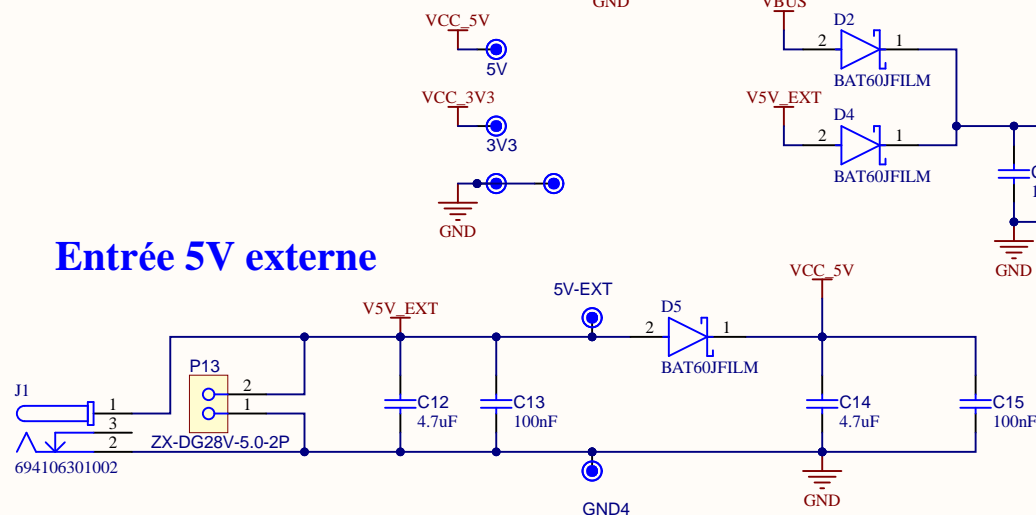 GND
VBUS
VCC_5V
5V
D2
2
1
BAT60JFILM
VCC_3V3
3V3
V5V_EXT
D4
2
1
BAT60JFILM
GND
GND
Entrée 5V externe
VCC_5V
5V-EXT
V5V_EXT
D5
2
1
BAT60JFILM
P13
2
1
ZX-DG28V-5.0-2P
J1
1
3
2
694106301002
C12
4.7uF
C13
100nF
C14
4.7uF
C15
100nF
GND4
GND